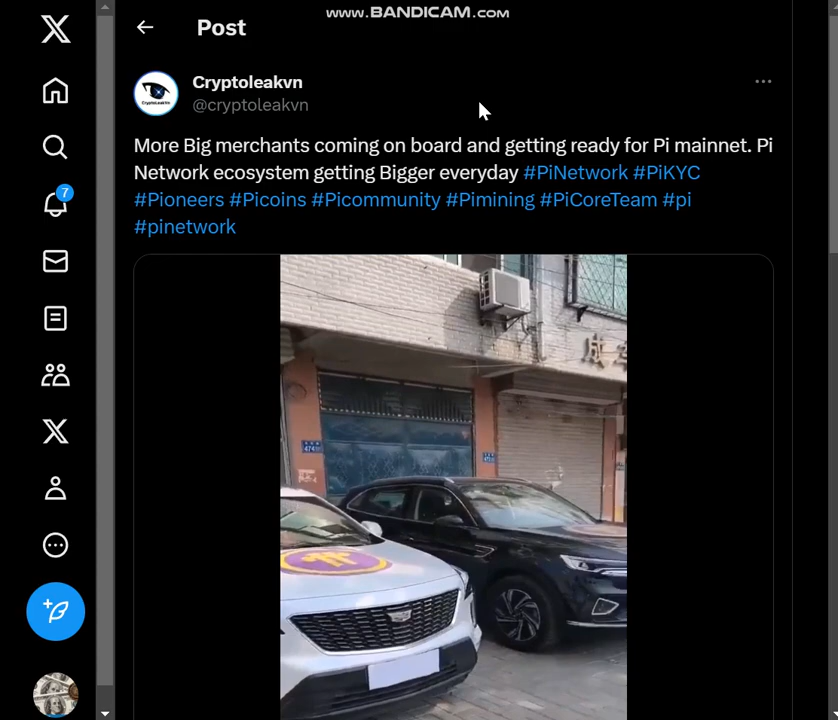 www.BANDICAM.com
Post
Cryptoleakvn
@cryptoleakvn
More Big merchants coming on board and getting ready for Pi mainnet. Pi
Network ecosystem getting Bigger everyday #PiNetwork #PiKYC
#Pioneers #Picoins #Picommunity #Pimining #PiCoreTeam #pi
#pinetwork
7